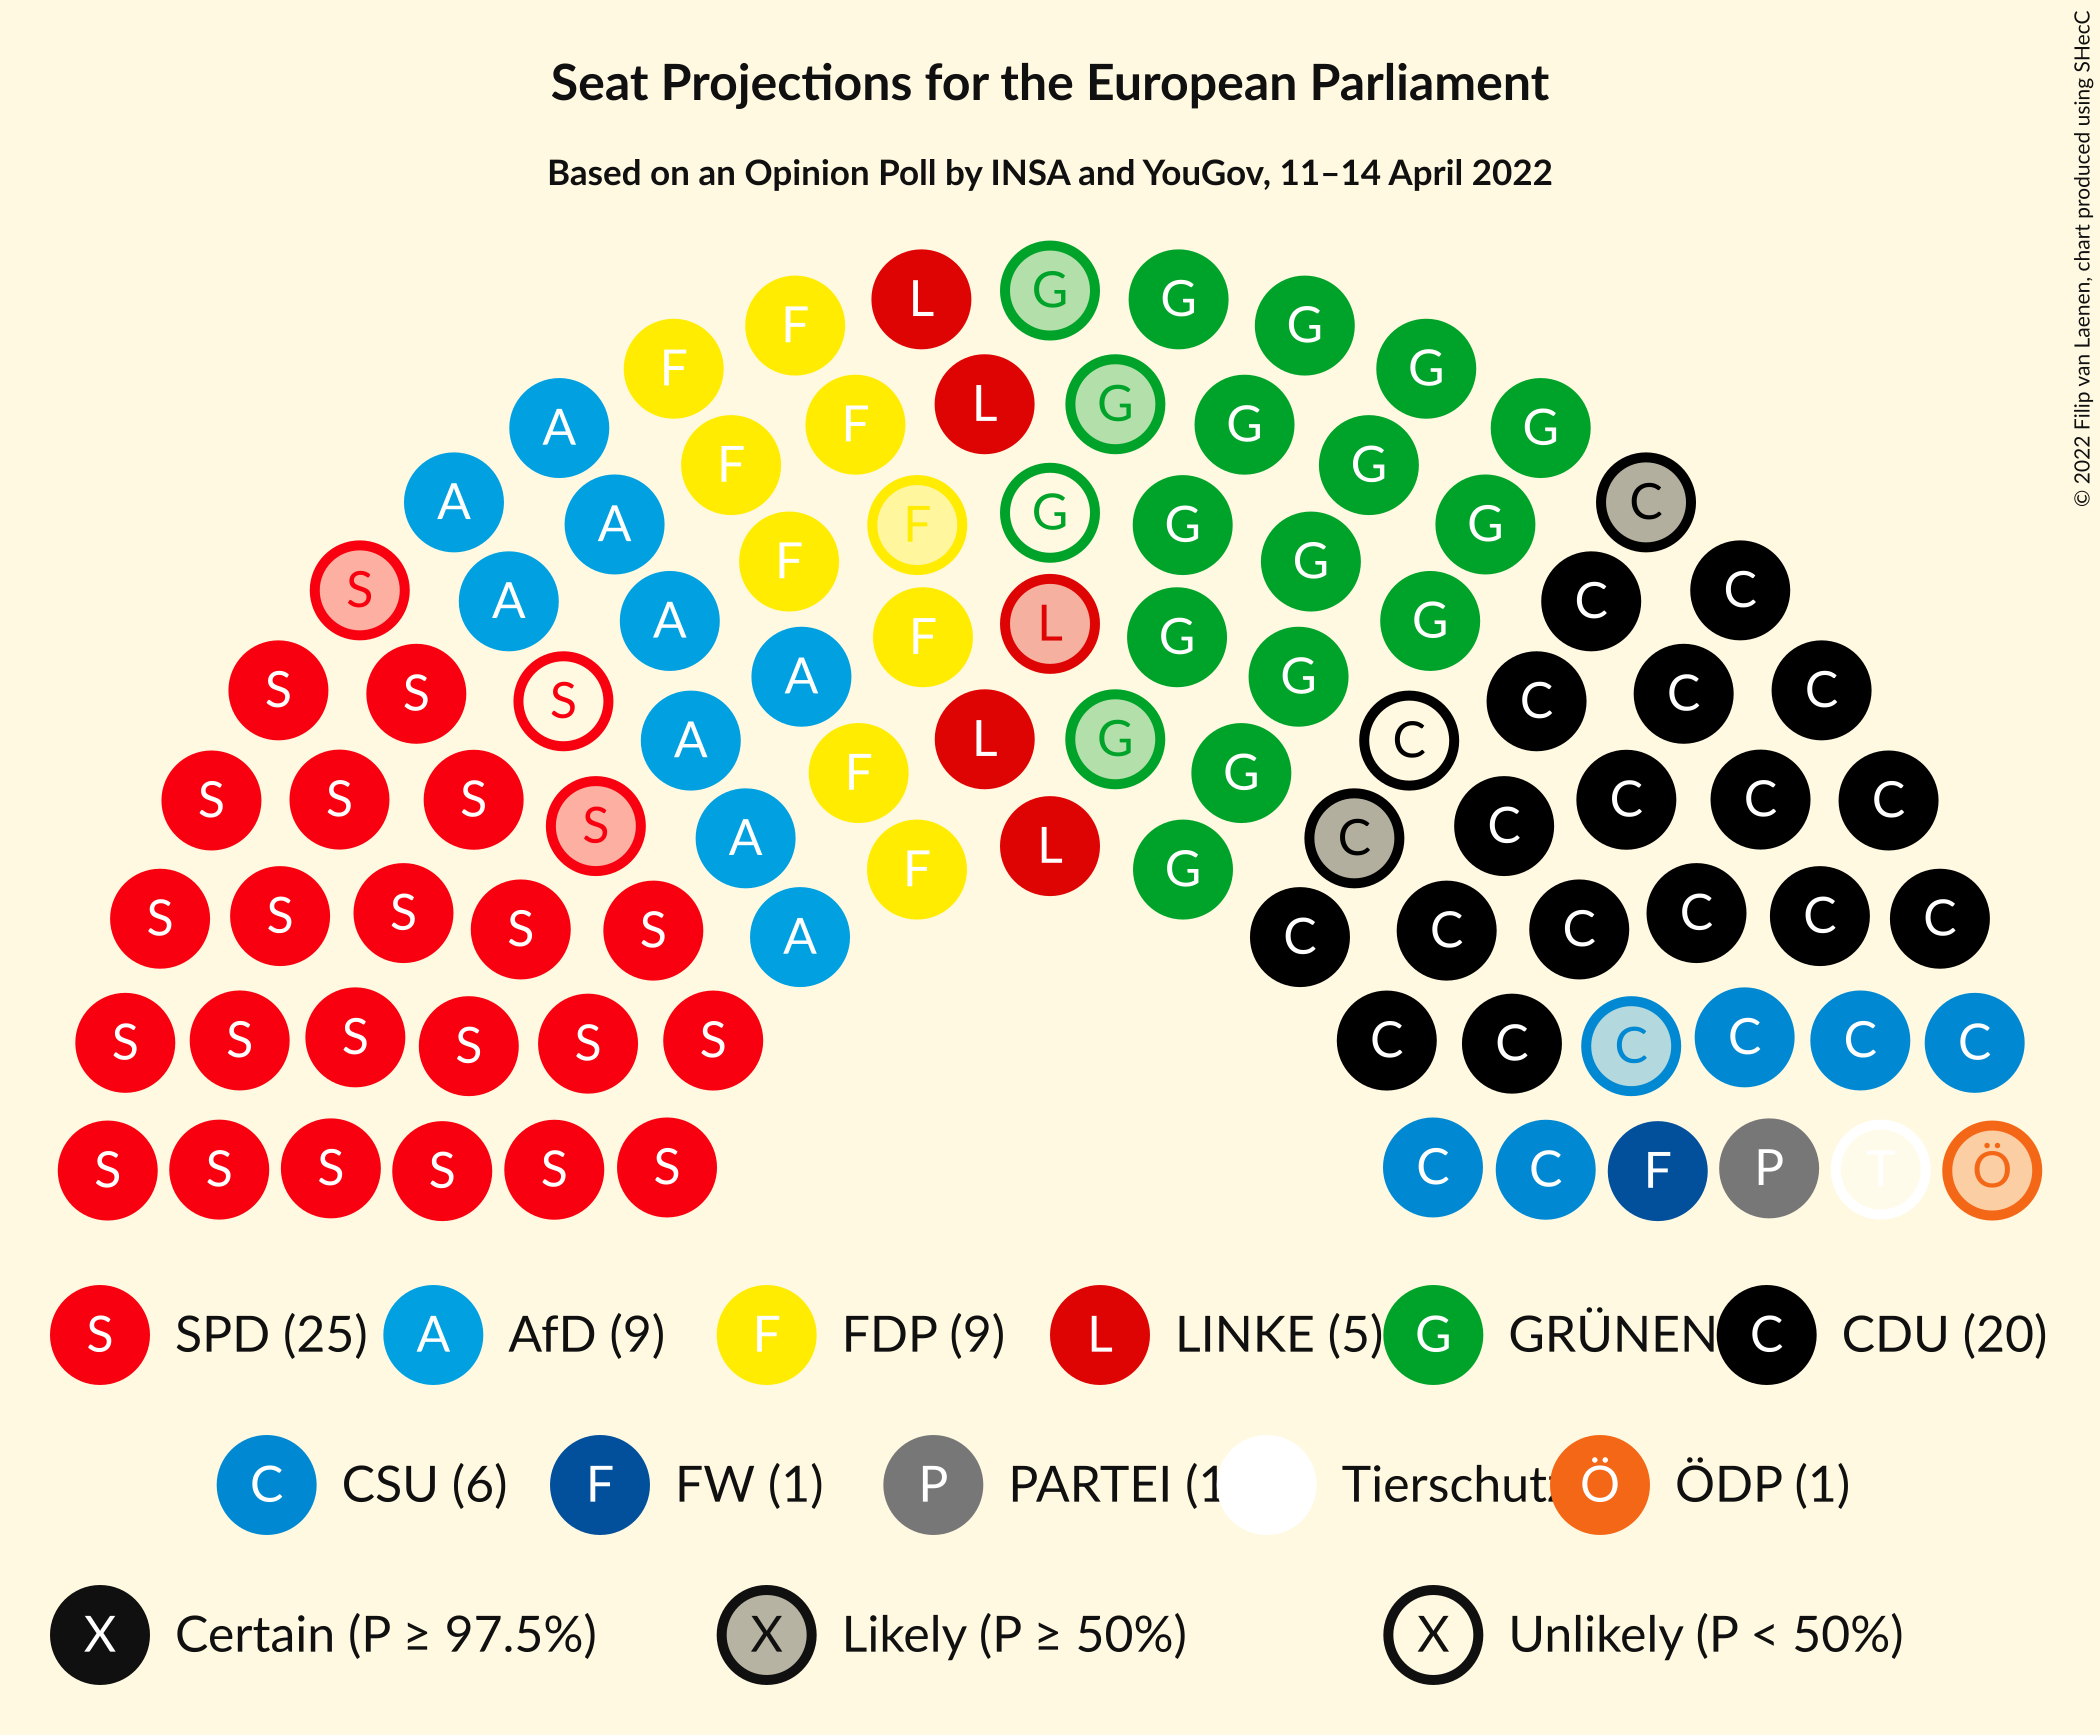 Seat Projections for the European Parliament
Based on an Opinion Poll by INSA and YouGov, 11–14 April 2022
© 2022 Filip van Laenen, chart produced using SHecC
L G G G
F F G
L G G G
A F F G G
A A F F G G C
S A A F L G G C C
S S S A A F G G C C C C
S S S A L G G C C C C
S A F C C
S S S S S A F L G C C C C C C
S S S S S S C C C C C C
S S S S S S C C F P T Ö
S SPD (25) A AfD (9) F FDP (9) L LINKE (5) G GRÜNEN C CDU (20)
C CSU (6) F FW (1) P PARTEI (1 Tierschutz Ö ÖDP (1)
X Certain (P ≥ 97.5%) X Likely (P ≥ 50%) X Unlikely (P < 50%)